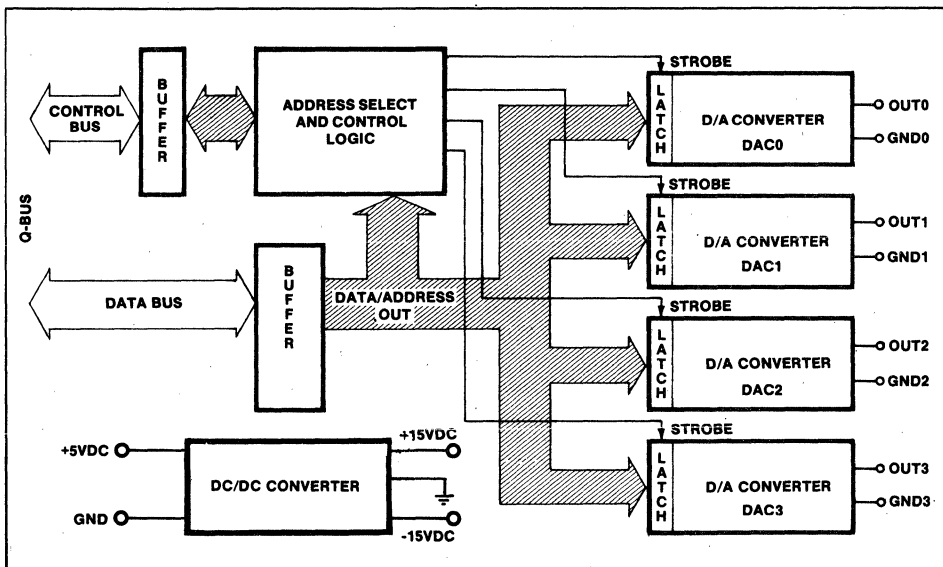 Q-BUS
CONTROL
BUS
BUFFER
ADDRESS SELECT
AND CONTROL
LOGIC
DATA BUS
BUFFER
DATA/ADDRESS
OUT
STROBE
LATCH
D/A CONVERTER
DAC0
OUT0
GND0
STROBE
LATCH
D/A CONVERTER
DAC1
OUT1
GND1
STROBE
LATCH
D/A CONVERTER
DAC2
OUT2
GND2
STROBE
LATCH
D/A CONVERTER
DAC3
OUT3
GND3
+5VDC
GND
DC/DC CONVERTER
+15VDC
-15VDC